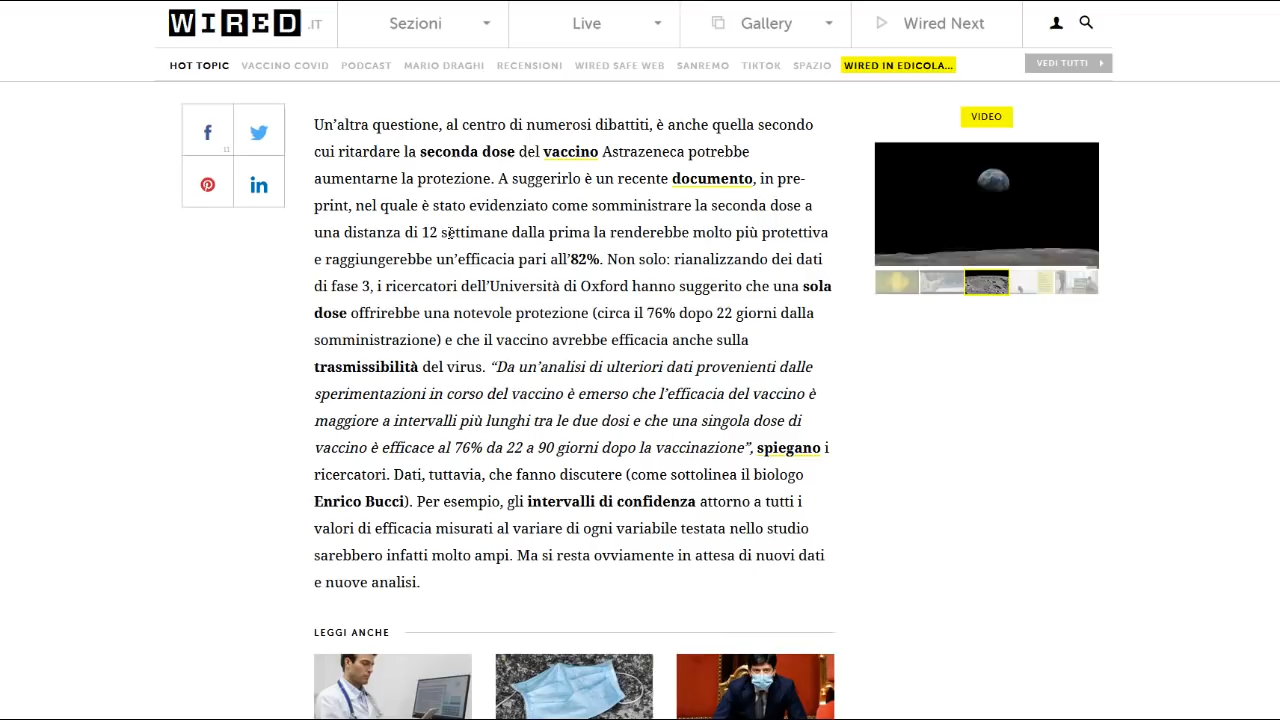 WIRED .IT
Sezioni
Live
Gallery
Wired Next
HOT TOPIC VACCINO COVID PODCAST MARIO DRAGHI RECENSIONI WIRED SAFE WEB SANREMO TIKTOK SPAZIO WIRED IN EDICOLA... VEDI TUTTI
11
Un’altra questione, al centro di numerosi dibattiti, è anche quella secondo
cui ritardare la seconda dose del vaccino Astrazeneca potrebbe
aumentarne la protezione. A suggerirlo è un recente documento, in pre-
print, nel quale è stato evidenziato come somministrare la seconda dose a
una distanza di 12 settimane dalla prima la renderebbe molto più protettiva
e raggiungerebbe un’efficacia pari all’82%. Non solo: rianalizzando dei dati
di fase 3, i ricercatori dell’Università di Oxford hanno suggerito che una sola
dose offrirebbe una notevole protezione (circa il 76% dopo 22 giorni dalla
somministrazione) e che il vaccino avrebbe efficacia anche sulla
trasmissibilità del virus. “Da un’analisi di ulteriori dati provenienti dalle
sperimentazioni in corso del vaccino è emerso che l’efficacia del vaccino è
maggiore a intervalli più lunghi tra le due dosi e che una singola dose di
vaccino è efficace al 76% da 22 a 90 giorni dopo la vaccinazione”, spiegano i
ricercatori. Dati, tuttavia, che fanno discutere (come sottolinea il biologo
Enrico Bucci). Per esempio, gli intervalli di confidenza attorno a tutti i
valori di efficacia misurati al variare di ogni variabile testata nello studio
sarebbero infatti molto ampi. Ma si resta ovviamente in attesa di nuovi dati
e nuove analisi.
LEGGI ANCHE
VIDEO